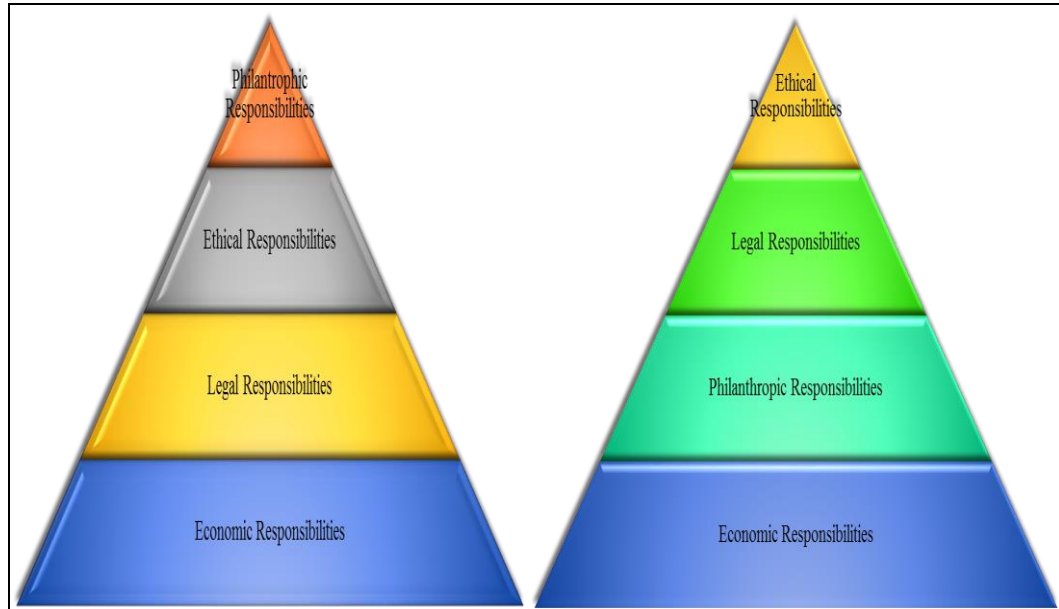 Philantrophic
Responsibilities
Ethical Responsibilities
Legal Responsibilities
Economic Responsibilities
Ethical
Responsibilities
Legal Responsibilities
Philanthropic Responsibilities
Economic Responsibilities